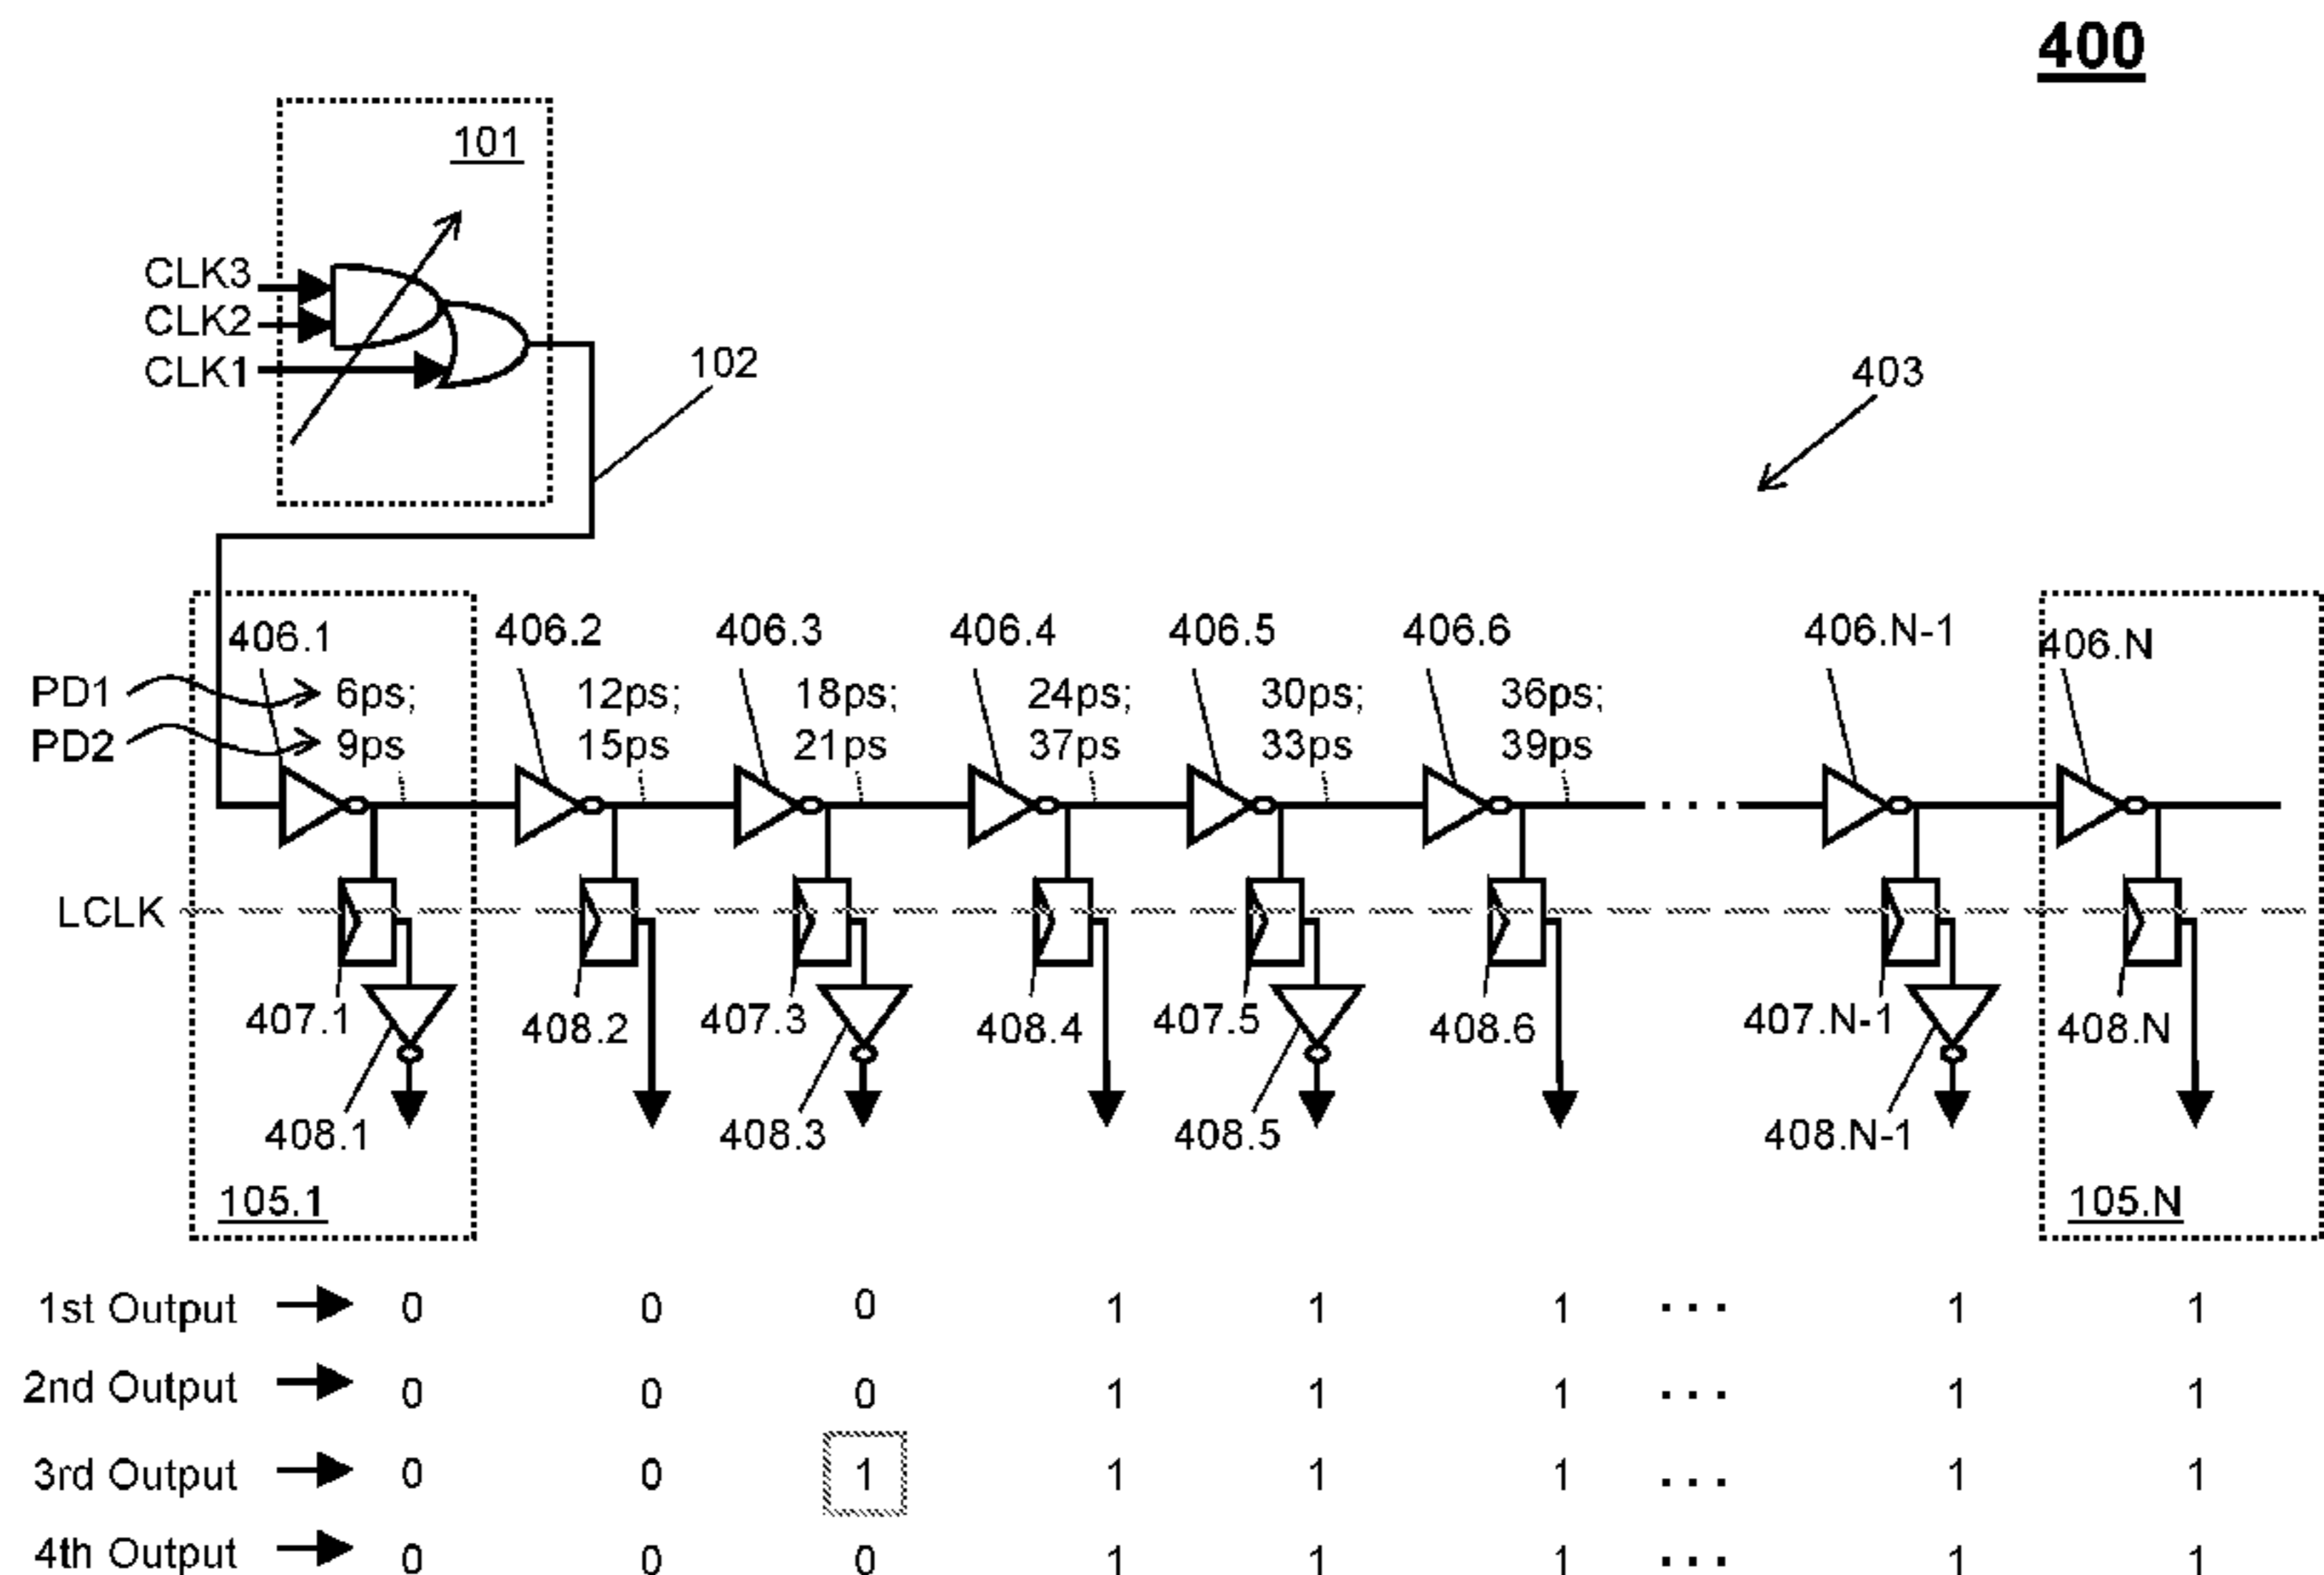 400
101
CLK3
CLK2
CLK1
102
403
406.1 406.2 406.3 406.4 406.5 406.6 406.N-1 406.N
PD1 6ps; 12ps; 18ps; 24ps; 30ps; 36ps;
PD2 9ps 15ps 21ps 37ps 33ps 39ps
. . . .
LCLK
407.1 408.2 407.3 408.4 407.5 408.6 407.N-1 408.N
408.1 408.3 408.5 408.N-1
105.1 105.N
1st Output 0 0 0 1 1 1 . . . 1 1
2nd Output 0 0 0 1 1 1 . . . 1 1
3rd Output 0 0 1 1 1 1 . . . 1 1
4th Output 0 0 0 1 1 1 . . . 1 1